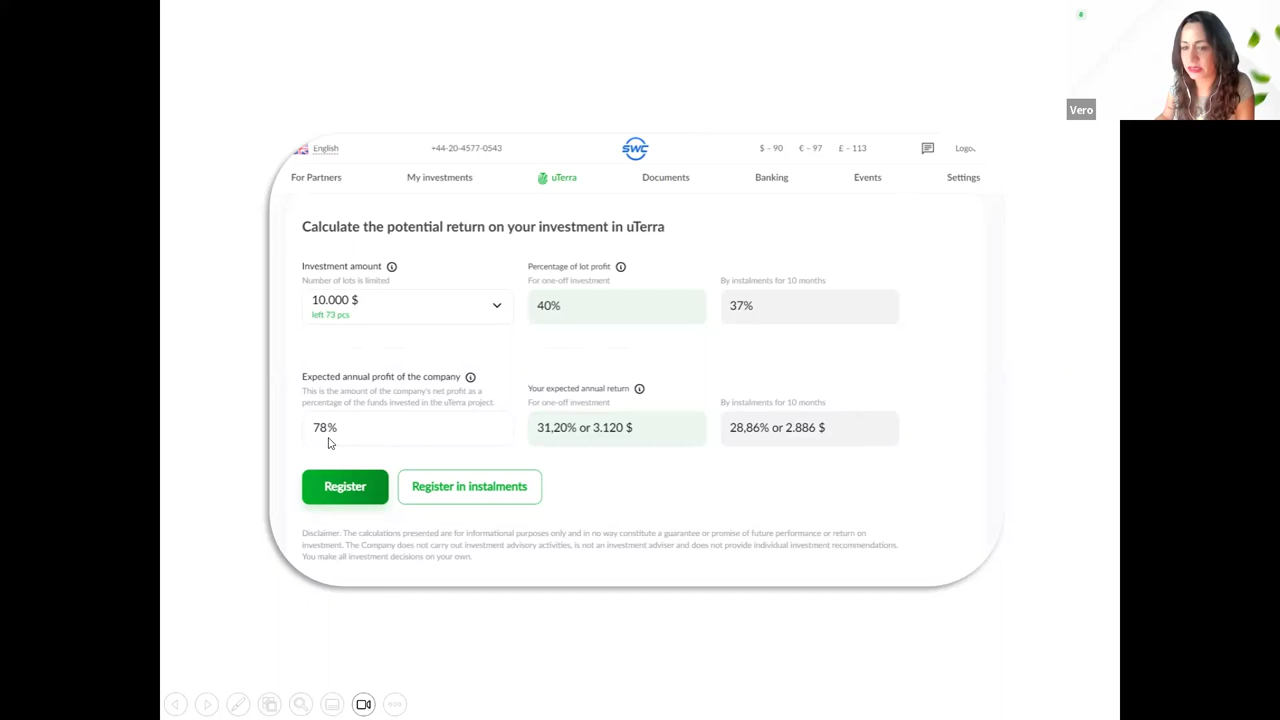 Vero
English
+44-20-4577-0543
SWC
$ – 90 € – 97 £ – 113
For Partners
My investments
uTerra
Documents
Banking
Events
Settings
Calculate the potential return on your investment in uTerra
Investment amount
Number of lots is limited
10.000 $
left 73 pcs
Percentage of lot profit
For one-off investment
40%
By instalments for 10 months
37%
Expected annual profit of the company
This is the amount of the company's net profit as a
percentage of the funds invested in the uTerra project.
78%
Your expected annual return
For one-off investment
31,20% or 3.120 $
By instalments for 10 months
28,86% or 2.886 $
Register
Register in instalments
Disclaimer. The calculations presented are for informational purposes only and in no way constitute a guarantee or promise of future performance or return on
investment. The Company does not carry out investment advisory activities, is not an investment adviser and does not provide individual investment recommendations.
You make all investment decisions on your own.